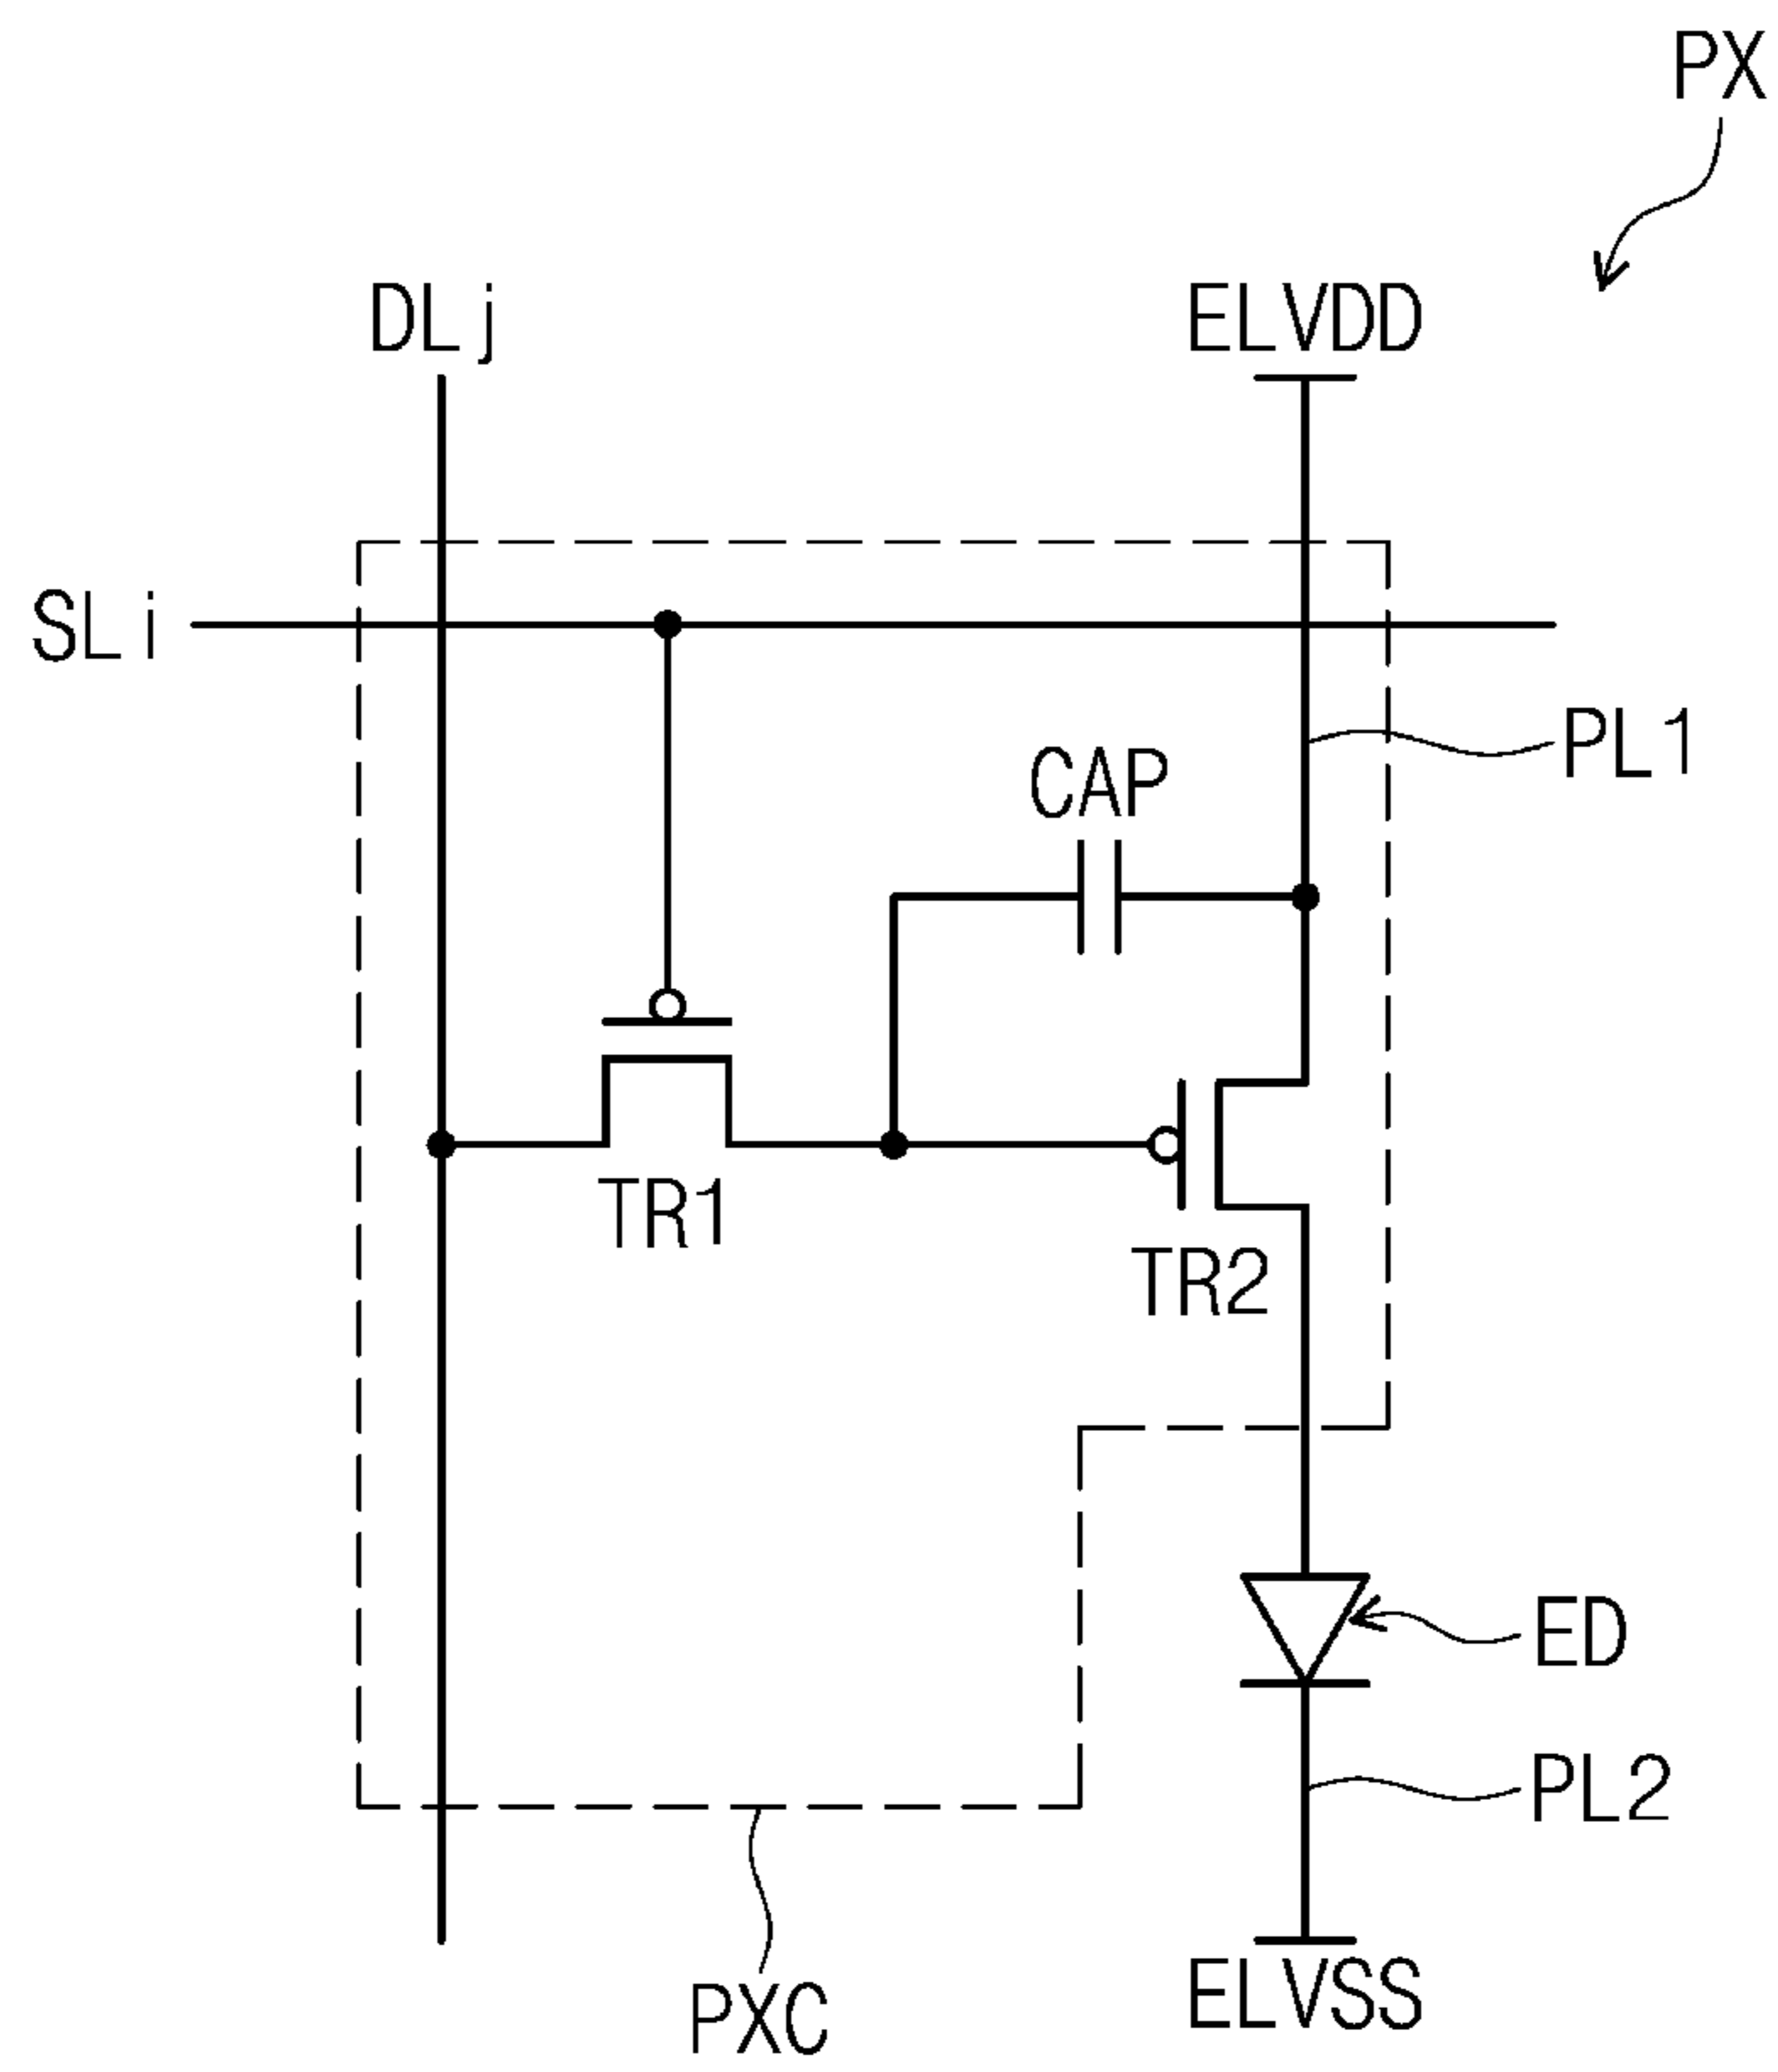 PX
DLj
ELVDD
SLi
PL1
CAP
TR1
TR2
ED
PL2
PXC
ELVSS